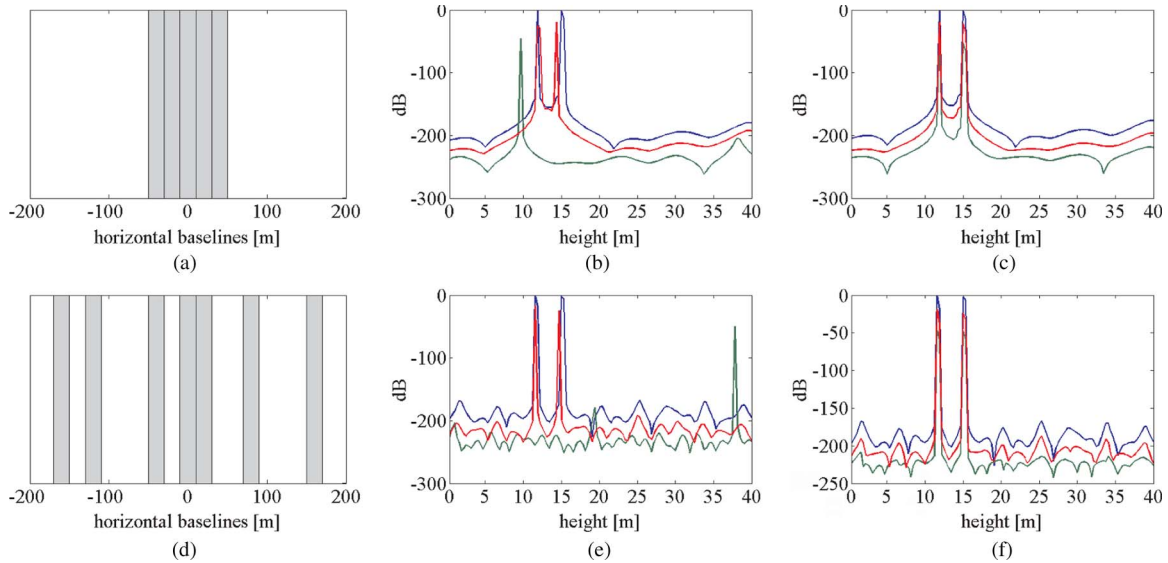 -200 -100 0 100 200
horizontal baselines [m]
(a)
0
-100
-200
-300
dB
0 5 10 15 20 25 30 35 40
height [m]
(b)
0
-100
-200
-300
dB
0 5 10 15 20 25 30 35 40
height [m]
(c)
-200 -100 0 100 200
horizontal baselines [m]
(d)
0
-100
-200
-300
dB
0 5 10 15 20 25 30 35 40
height [m]
(e)
0
-50
-100
-150
-200
-250
dB
0 5 10 15 20 25 30 35 40
height [m]
(f)